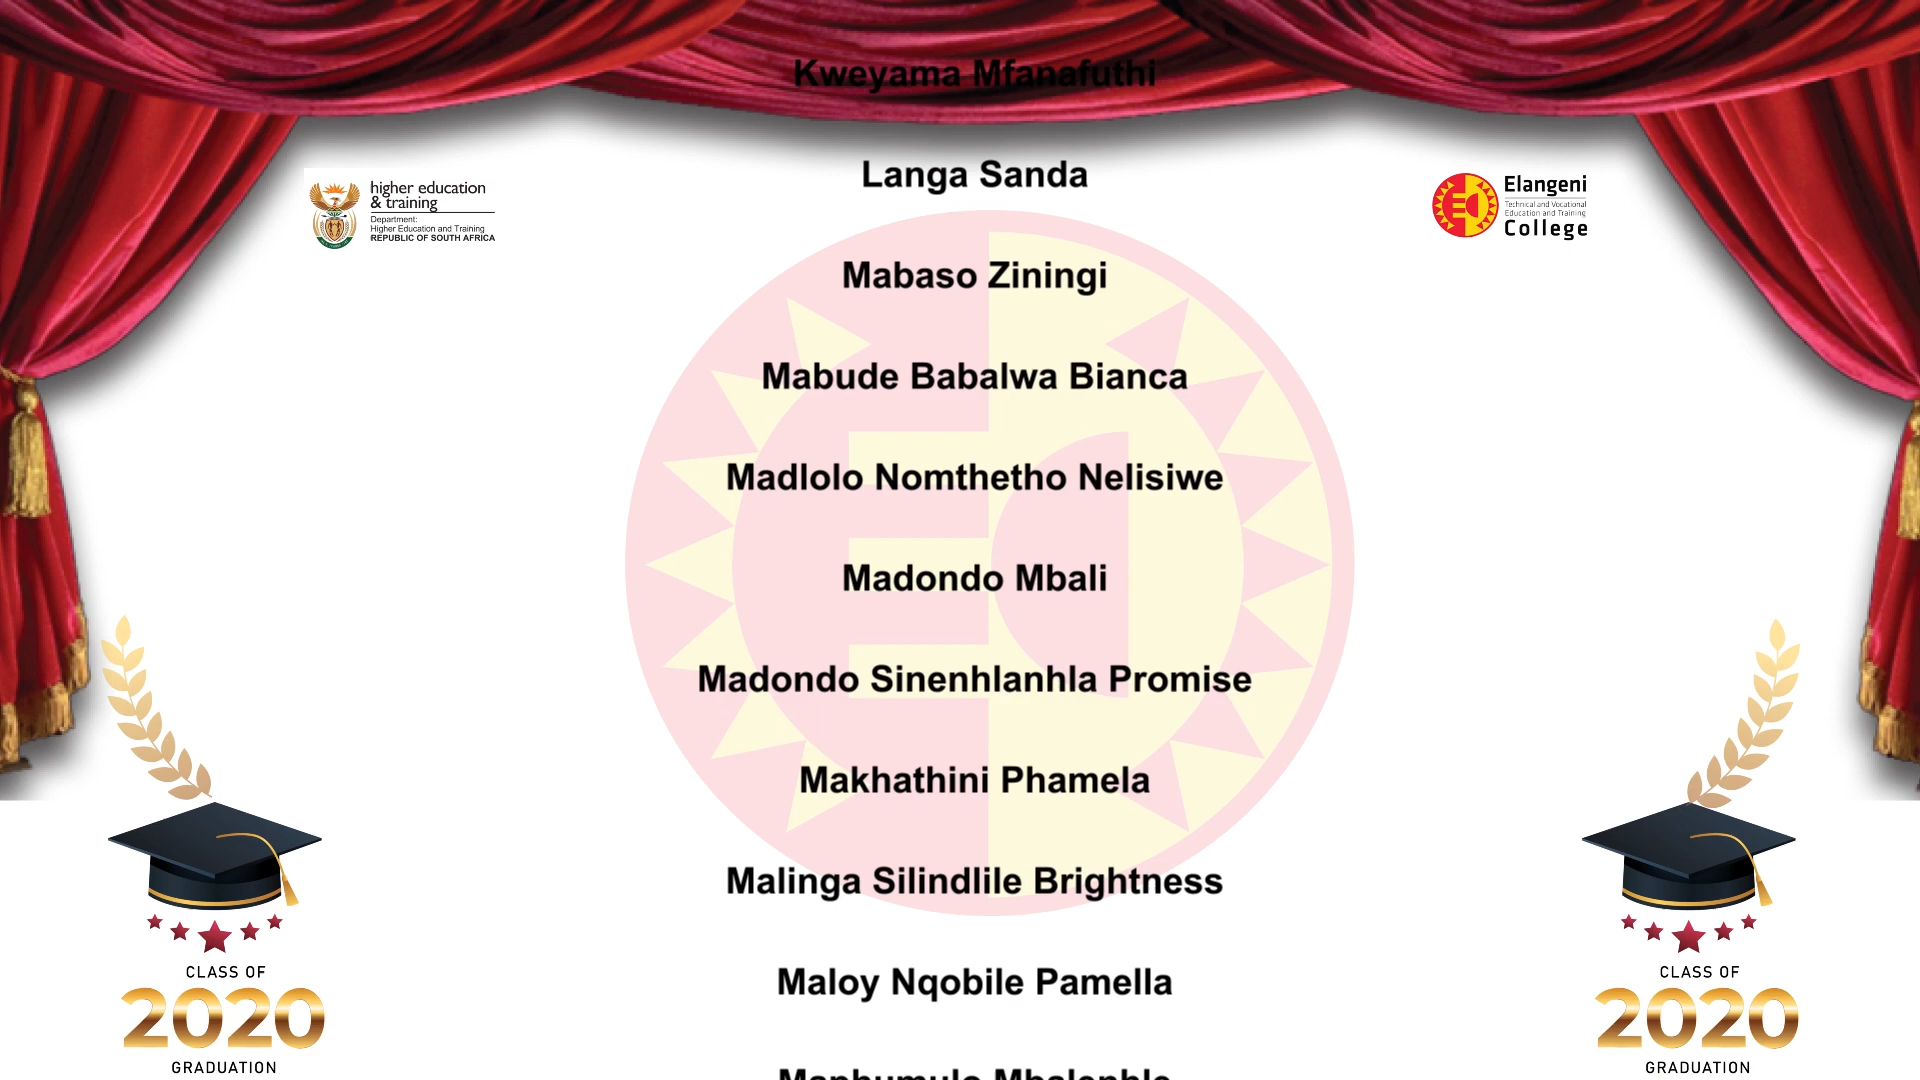 Kweyama Mfanafuthi
Langa Sanda
higher education
& training
Department:
Higher Education and Training
REPUBLIC OF SOUTH AFRICA
Elangeni
Technical and Vocational
Education and Training
College
Mabaso Ziningi
Mabude Babalwa Bianca
Madlolo Nomthetho Nelisiwe
Madondo Mbali
Madondo Sinenhlanhla Promise
Makhathini Phamela
Malinga Silindlile Brightness
Maloy Nqobile Pamella
CLASS OF
2020
GRADUATION
CLASS OF
2020
GRADUATION